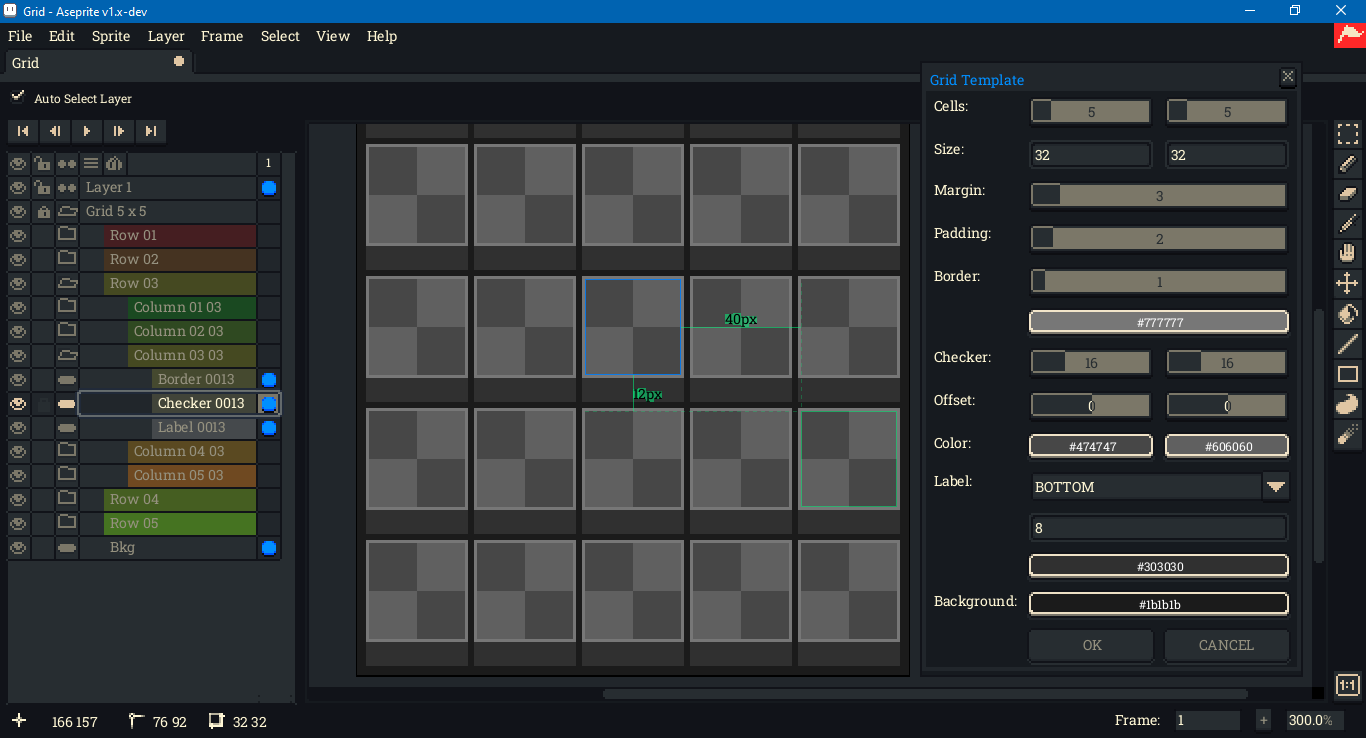 Grid - Aseprite v1.x-dev
File Edit Sprite Layer Frame Select View Help
Grid
Auto Select Layer
1
Layer 1
Grid 5 x 5
Row 01
Row 02
Row 03
Column 01 03
Column 02 03
Column 03 03
Border 0013
Checker 0013
Label 0013
Column 04 03
Column 05 03
Row 04
Row 05
Bkg
40px
12px
Grid Template
Cells: 5 5
Size: 32 32
Margin: 3
Padding: 2
Border: 1
#777777
Checker: 16 16
Offset: 0 0
Color: #474747 #606060
Label: BOTTOM
8
#303030
Background: #1b1b1b
OK CANCEL
1:1
166 157 76 92 32 32 Frame: 1 + 300.0%